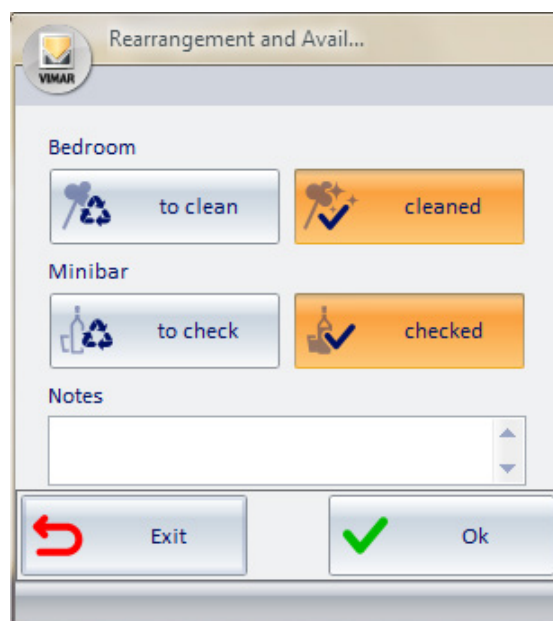 Rearrangement and Avail...
VIMAR
Bedroom
to clean
cleaned
Minibar
to check
checked
Notes
Exit
Ok